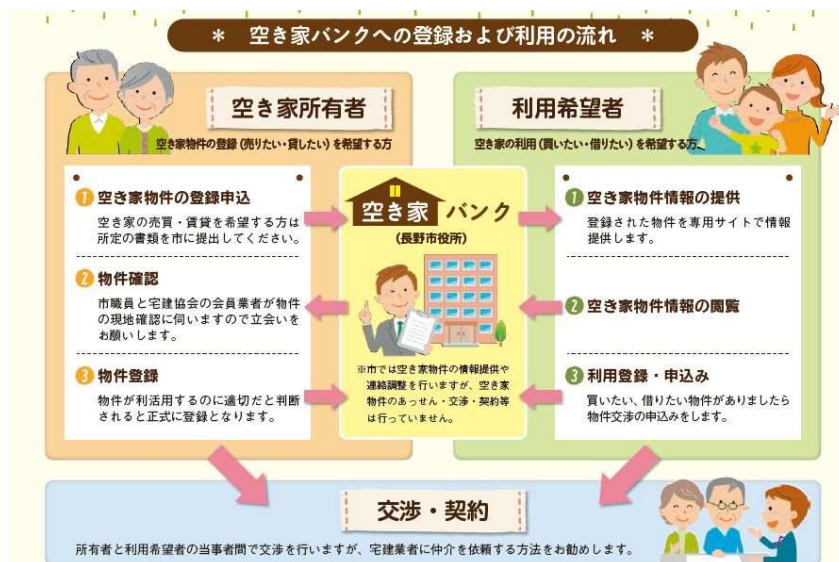 * 空き家バンクへの登録および利用の流れ *
空き家所有者
空き家物件の登録(売りたい・貸したい)を希望する方
利用希望者
空き家の利用(買いたい・借りたい)を希望する方
1 空き家物件の登録申込
空き家の売買・賃貸を希望する方は
所定の書類を市に提出してください。
2 物件確認
市職員と宅建協会の会員業者が物件
の現地確認に伺いますので立会いを
お願いします。
3 物件登録
物件が利活用するのに適切だと判断
されると正式に登録となります。
空き家バンク
(長野市役所)
※市では空き家物件の情報提供や
連絡調整を行いますが、空き家
物件のあっせん・交渉・契約等
は行っていません。
1 空き家物件情報の提供
登録された物件を専用サイトで情報
提供します。
2 空き家物件情報の閲覧
3 利用登録・申込み
買いたい、借りたい物件がありましたら
物件交渉の申込みをします。
交渉・契約
所有者と利用希望者の当事者間で交渉を行いますが、宅建業者に仲介を依頼する方法をお勧めします。